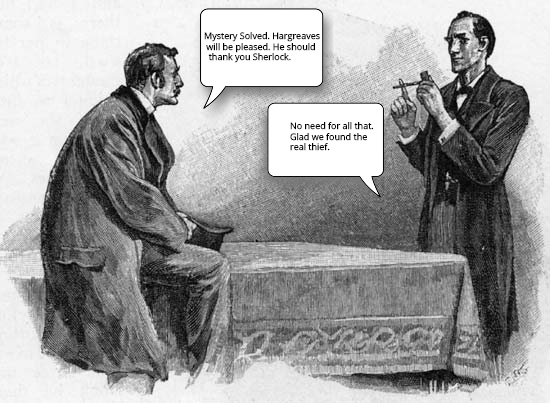 Mystery Solved. Hargreaves
will be pleased. He should
thank you Sherlock.
No need for all that.
Glad we found the
real thief.